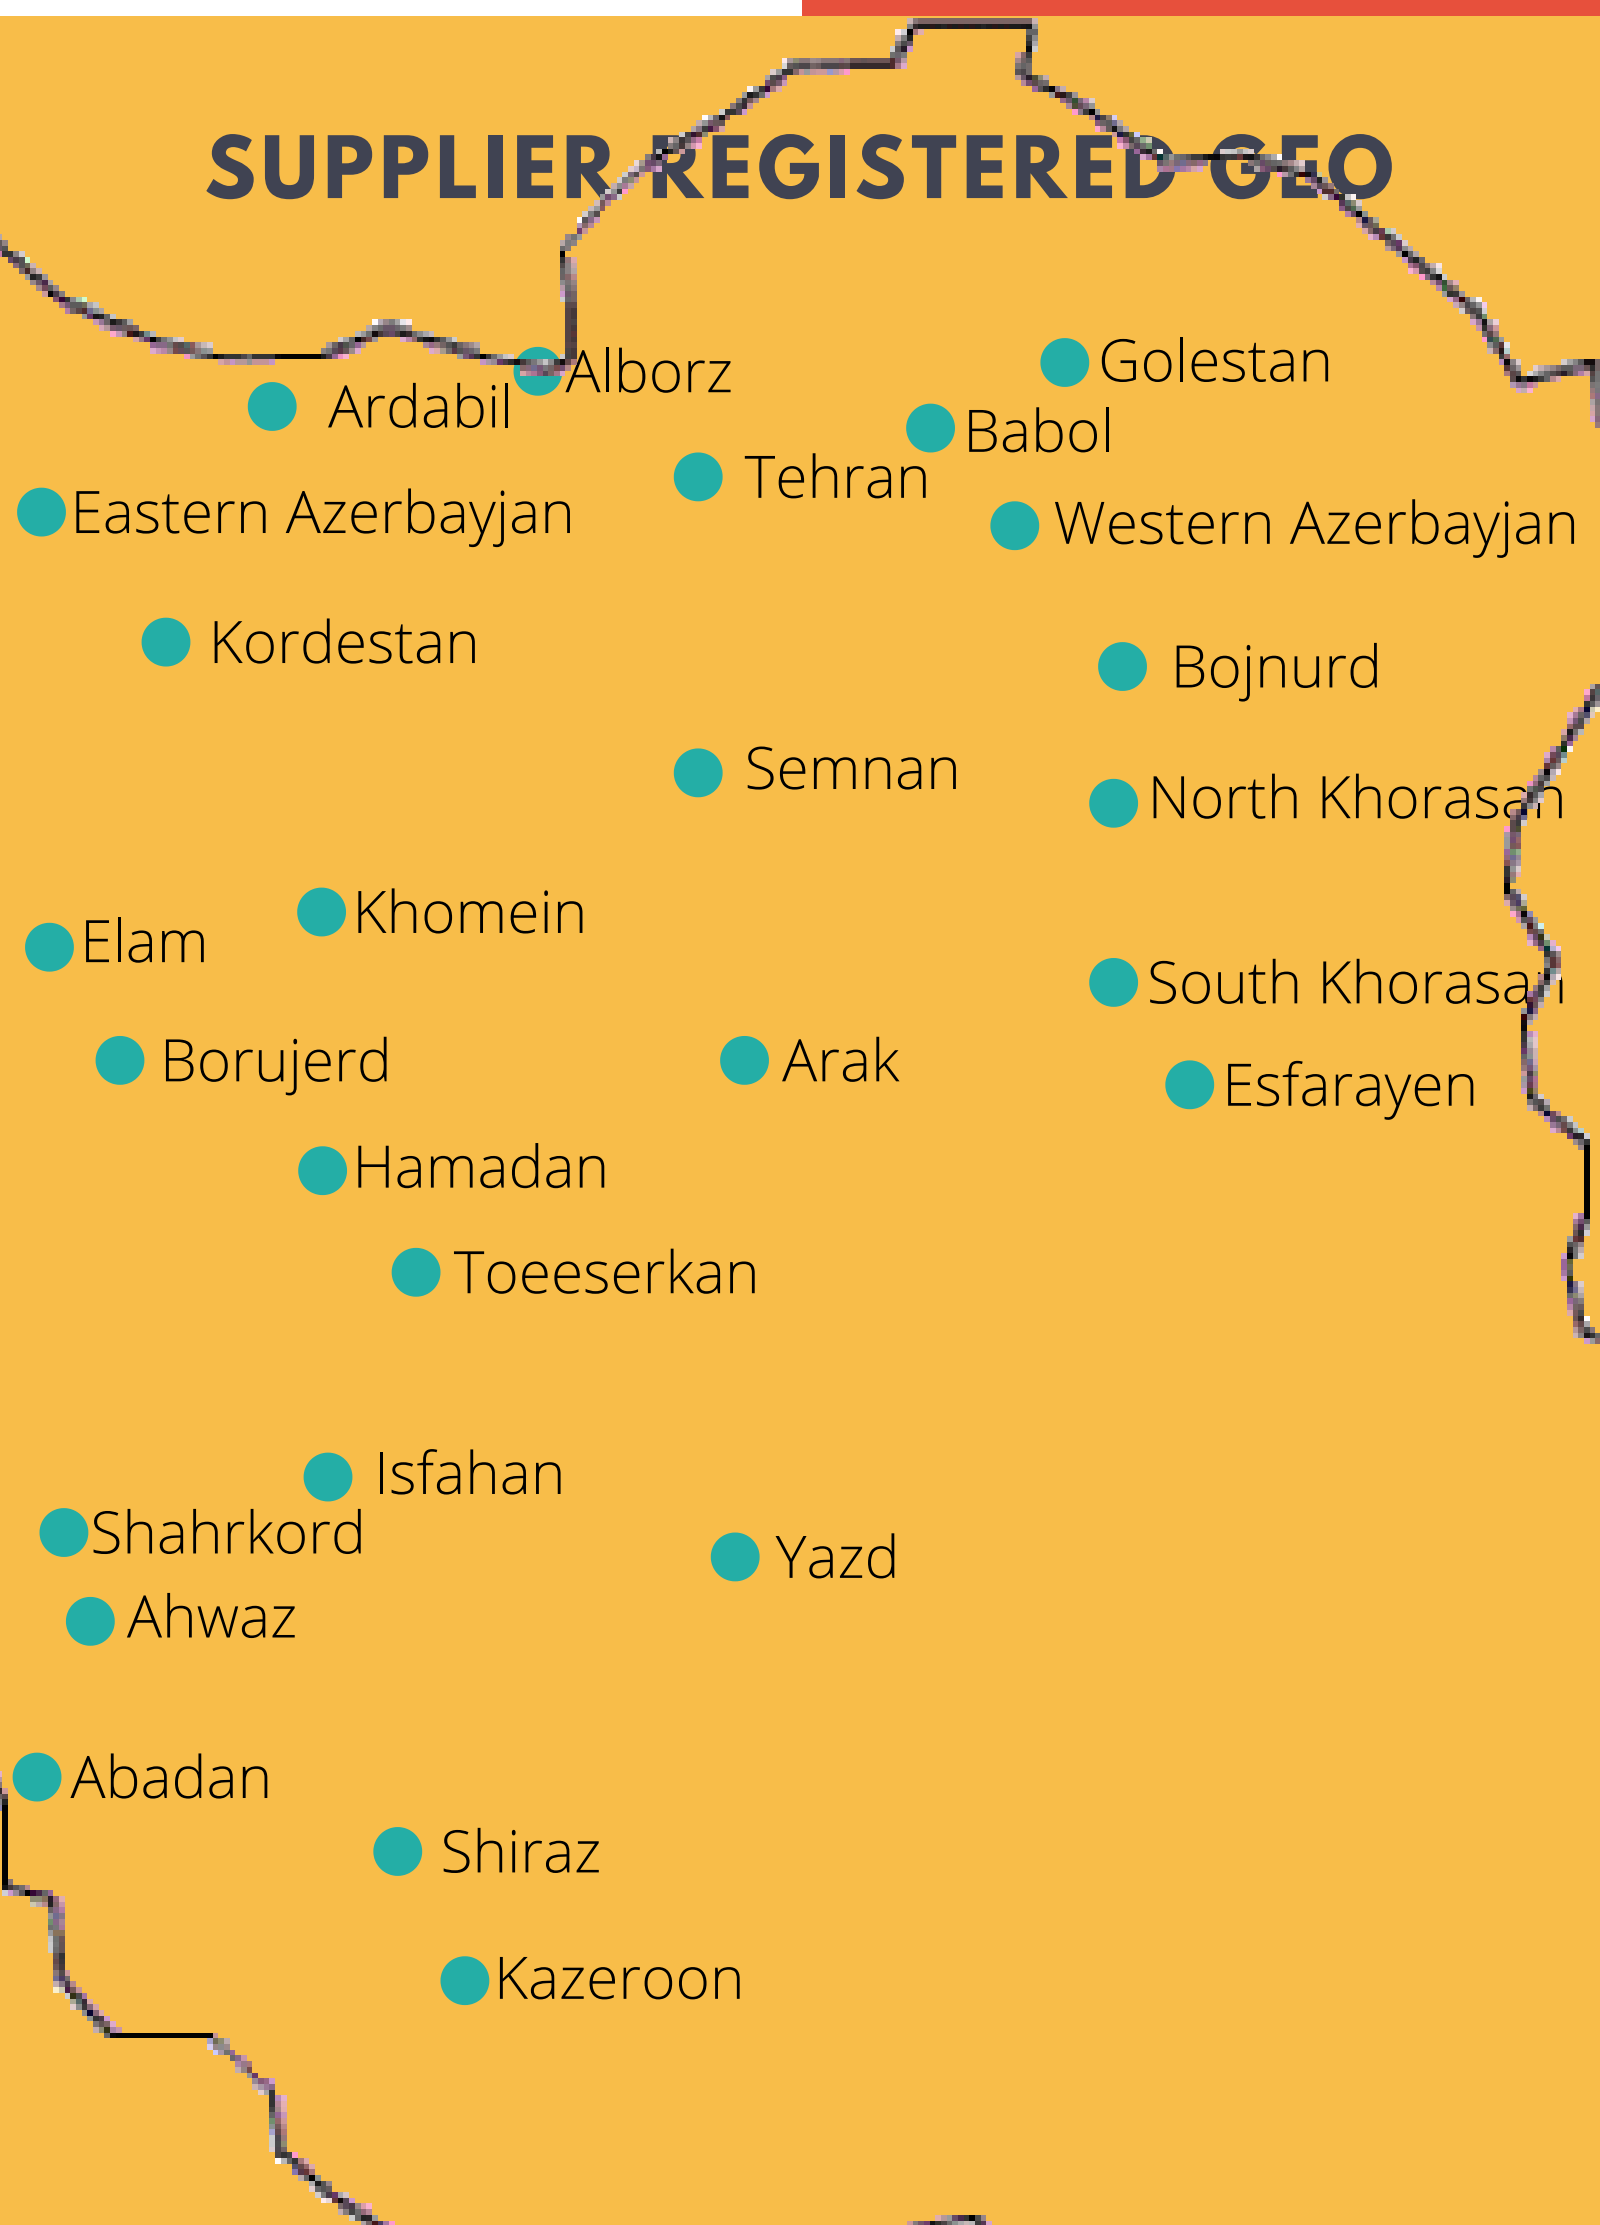 SUPPLIER REGISTERED GEO
Alborz
Golestan
Ardabil
Babol
Tehran
Eastern Azerbayjan
Western Azerbayjan
Kordestan
Bojnurd
Semnan
North Khorasan
Khomein
Elam
South Khorasan
Borujerd
Arak
Esfarayen
Hamadan
Toeeserkan
Isfahan
Shahrkord
Yazd
Ahwaz
Abadan
Shiraz
Kazeroon